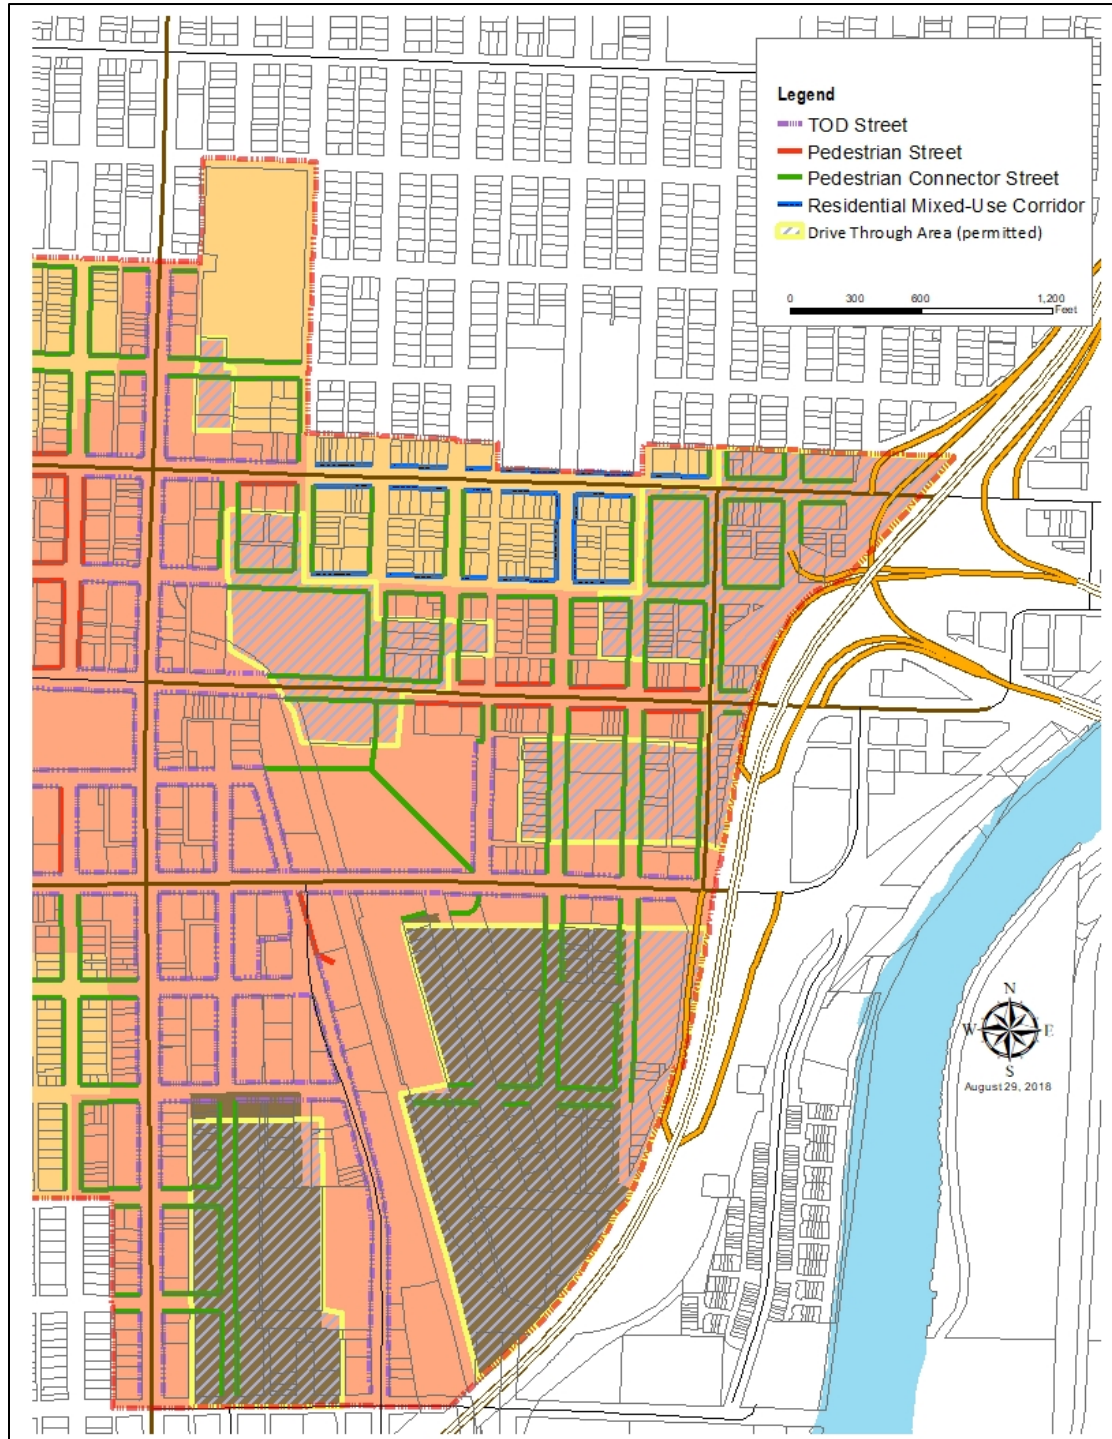 Legend
TOD Street
Pedestrian Street
Pedestrian Connector Street
Residential Mixed-Use Corridor
Drive Through Area (permitted)
0 300 600 1,200
Feet
N
W E
S
August 29, 2018